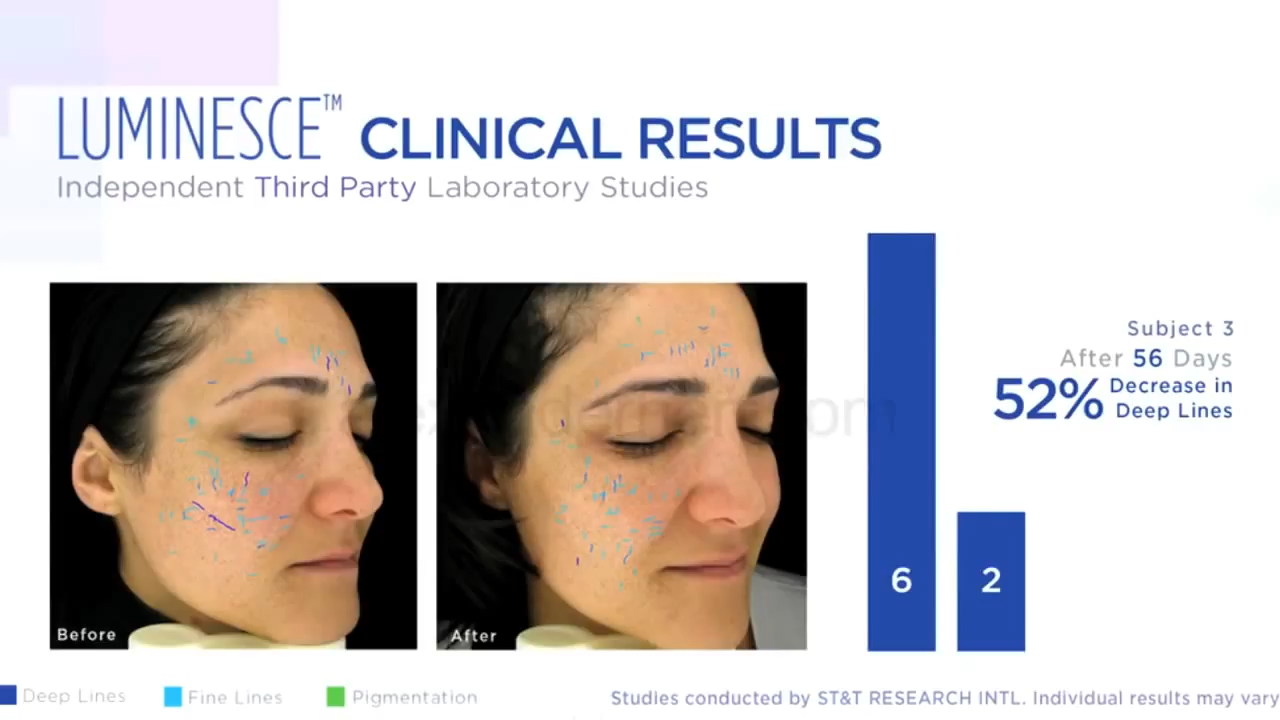 LUMINESCE™ CLINICAL RESULTS
Independent Third Party Laboratory Studies
Subject 3
After 56 Days
52% Decrease in
Deep Lines
6 2
Before
After
Deep Lines Fine Lines Pigmentation
Studies conducted by ST&T RESEARCH INTL. Individual results may vary